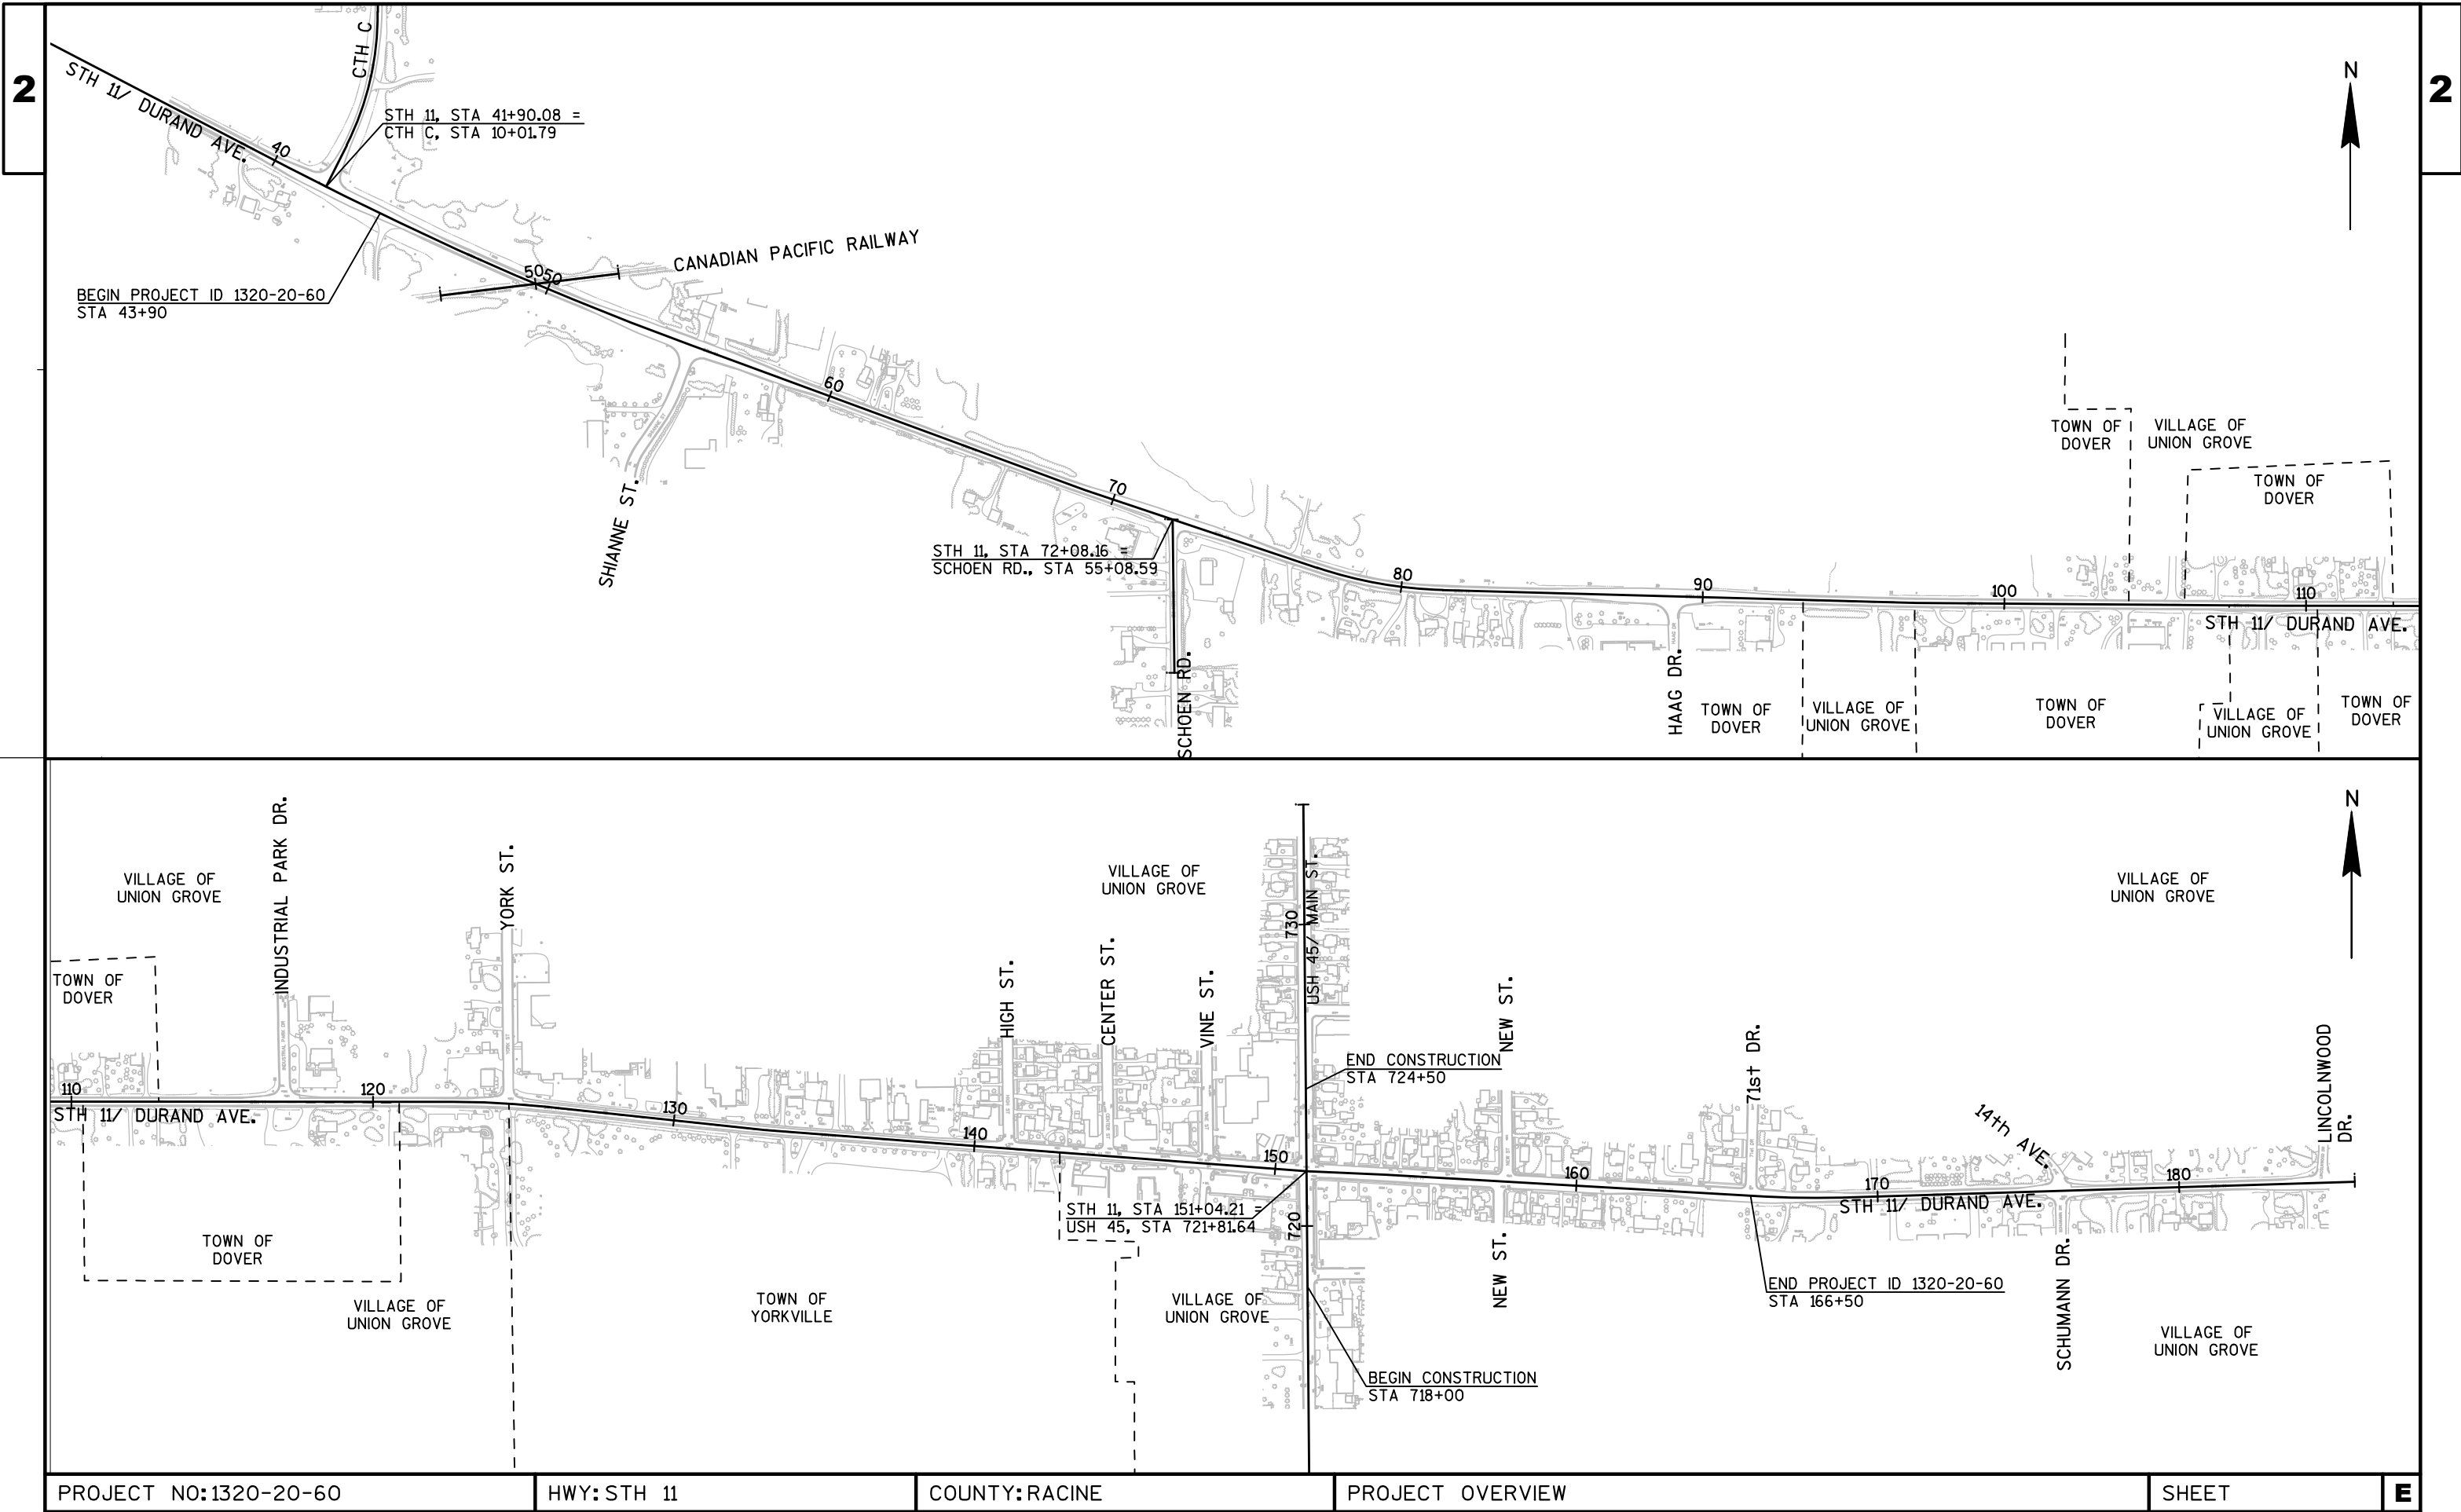 2
2
CTH C
N
STH 11/ DURAND AVE.
STH 11, STA 41+90.08 =
CTH C, STA 10+01.79
40
CANADIAN PACIFIC RAILWAY
50
50
BEGIN PROJECT ID 1320-20-60
STA 43+90
60
TOWN OF
DOVER
VILLAGE OF
UNION GROVE
TOWN OF
DOVER
SHIANNE ST.
70
STH 11, STA 72+08.16 =
SCHOEN RD., STA 55+08.59
80
90
100
110
STH 11/ DURAND AVE.
SCHOEN RD.
HAAG DR.
TOWN OF
DOVER
VILLAGE OF
UNION GROVE
TOWN OF
DOVER
VILLAGE OF
UNION GROVE
TOWN OF
DOVER
N
INDUSTRIAL PARK DR.
YORK ST.
VILLAGE OF
UNION GROVE
VILLAGE OF
UNION GROVE
VILLAGE OF
UNION GROVE
730
USH 45/ MAIN ST.
TOWN OF
DOVER
HIGH ST.
CENTER ST.
VINE ST.
NEW ST.
71st DR.
LINCOLNWOOD
DR.
END CONSTRUCTION
STA 724+50
110
120
130
140
150
160
170
180
STH 11/ DURAND AVE.
14th AVE.
STH 11/ DURAND AVE.
STH 11, STA 151+04.21 =
USH 45, STA 721+81.64
720
NEW ST.
SCHUMANN DR.
TOWN OF
DOVER
END PROJECT ID 1320-20-60
STA 166+50
VILLAGE OF
UNION GROVE
TOWN OF
YORKVILLE
VILLAGE OF
UNION GROVE
VILLAGE OF
UNION GROVE
BEGIN CONSTRUCTION
STA 718+00
PROJECT NO:1320-20-60
HWY: STH 11
COUNTY: RACINE
PROJECT OVERVIEW
SHEET
E